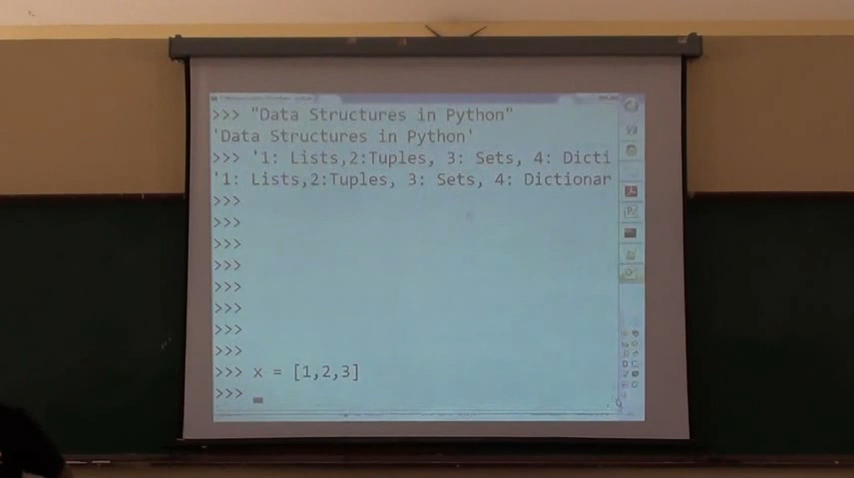 >>> "Data Structures in Python"
'Data Structures in Python'
>>> '1: Lists,2:Tuples, 3: Sets, 4: Dicti
'1: Lists,2:Tuples, 3: Sets, 4: Dictionar
>>>
>>>
>>>
>>>
>>>
>>>
>>>
>>>
>>> x = [1,2,3]
>>>